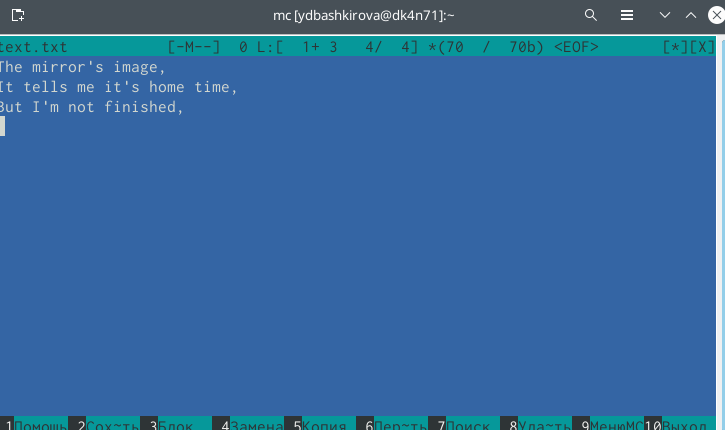 mc [ydbashkirova@dk4n71]:~
text.txt [-M--] 0 L:[ 1+ 3 4/ 4] *(70 / 70b) <EOF> [*][X]
The mirror's image,
It tells me it's home time,
But I'm not finished,
1Помощь 2Сох~ть 3Блок 4Замена 5Копия 6Пер~ть 7Поиск 8Уда~ть 9МенюMC 10Выход